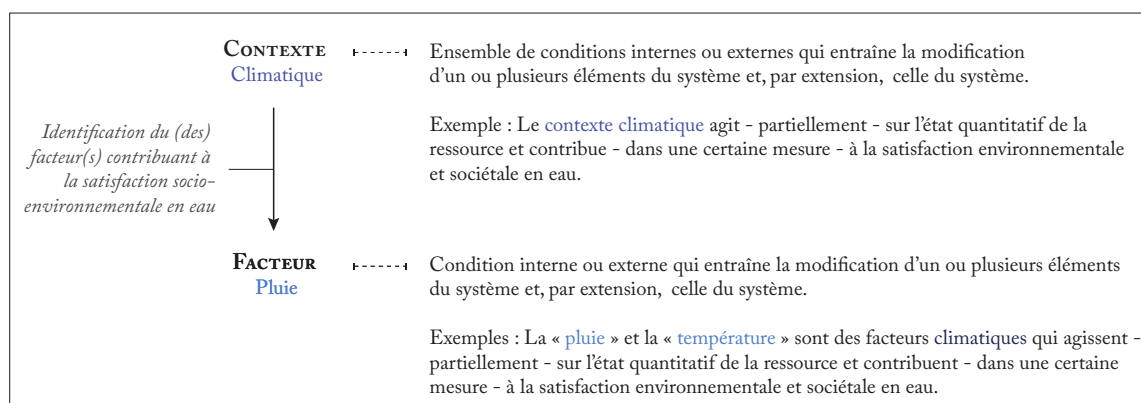 CONTEXTE
Climatique
Ensemble de conditions internes ou externes qui entraîne la modification
d’un ou plusieurs éléments du système et, par extension, celle du système.
Exemple : Le contexte climatique agit - partiellement - sur l’état quantitatif de la
ressource et contribue - dans une certaine mesure - à la satisfaction environnementale
et sociétale en eau.
Identification du (des)
facteur(s) contribuant à
la satisfaction socio-
environnementale en eau
FACTEUR
Pluie
Condition interne ou externe qui entraîne la modification d’un ou plusieurs éléments
du système et, par extension, celle du système.
Exemples : La « pluie » et la « température » sont des facteurs climatiques qui agissent -
partiellement - sur l’état quantitatif de la ressource et contribuent - dans une certaine
mesure - à la satisfaction environnementale et sociétale en eau.